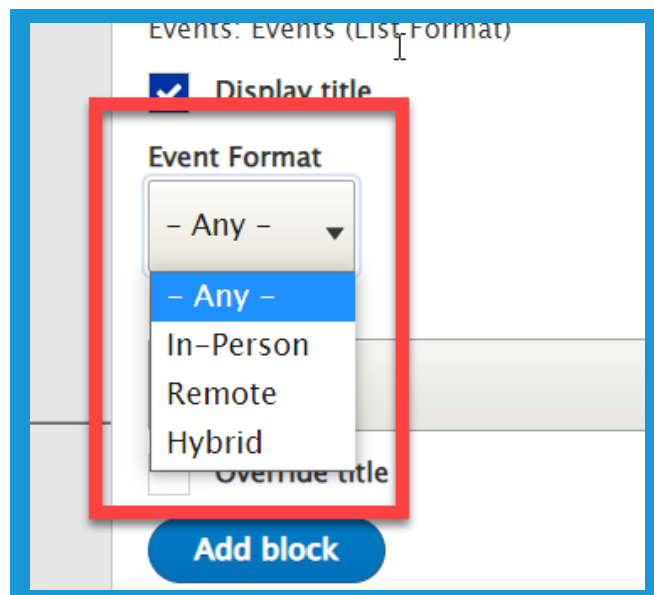 Events: Events (List Format)
Display title
Event Format
– Any –
– Any –
In-Person
Remote
Hybrid
Override title
Add block